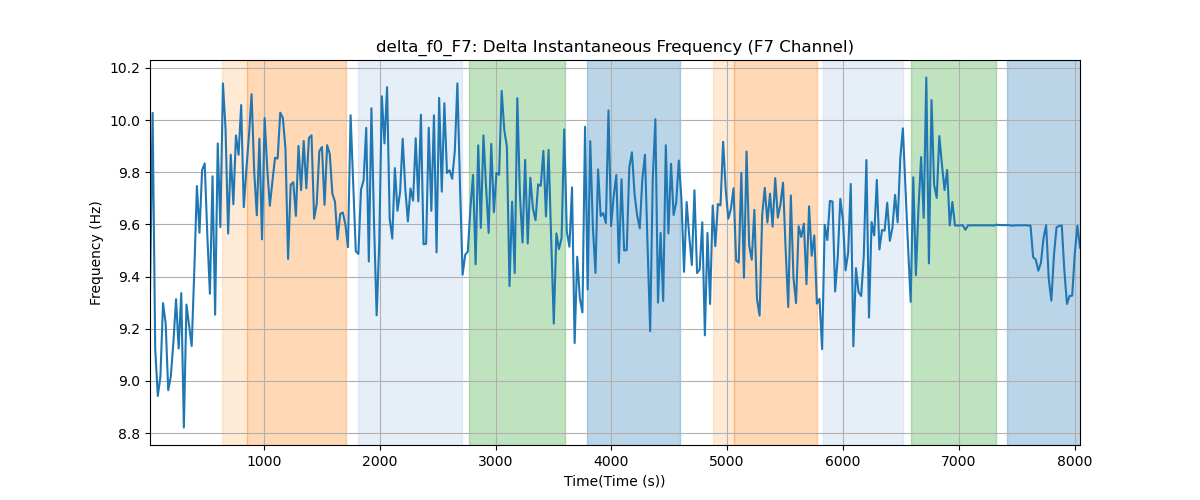 delta_f0_F7: Delta Instantaneous Frequency (F7 Channel)
Frequency (Hz)
10.2
10.0
9.8
9.6
9.4
9.2
9.0
8.8
1000 2000 3000 4000 5000 6000 7000 8000
Time(Time (s))